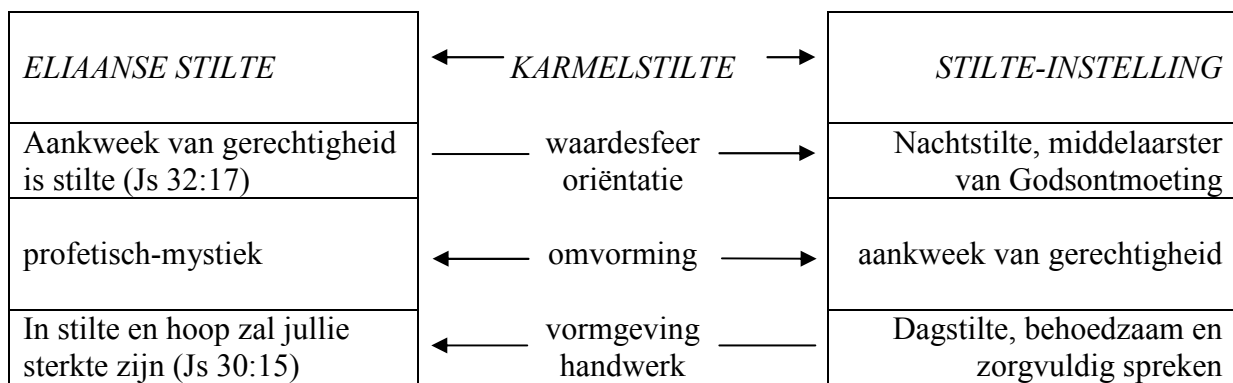 ELIAANSE STILTE
KARMELSTILTE
STILTE-INSTELLING
Aankweek van gerechtigheid
is stilte (Js 32:17)
waardesfeer
oriëntatie
Nachtstilte, middelaarster
van Godsontmoeting
profetisch-mystiek
omvorming
aankweek van gerechtigheid
In stilte en hoop zal jullie
sterkte zijn (Js 30:15)
vormgeving
handwerk
Dagstilte, behoedzaam en
zorgvuldig spreken